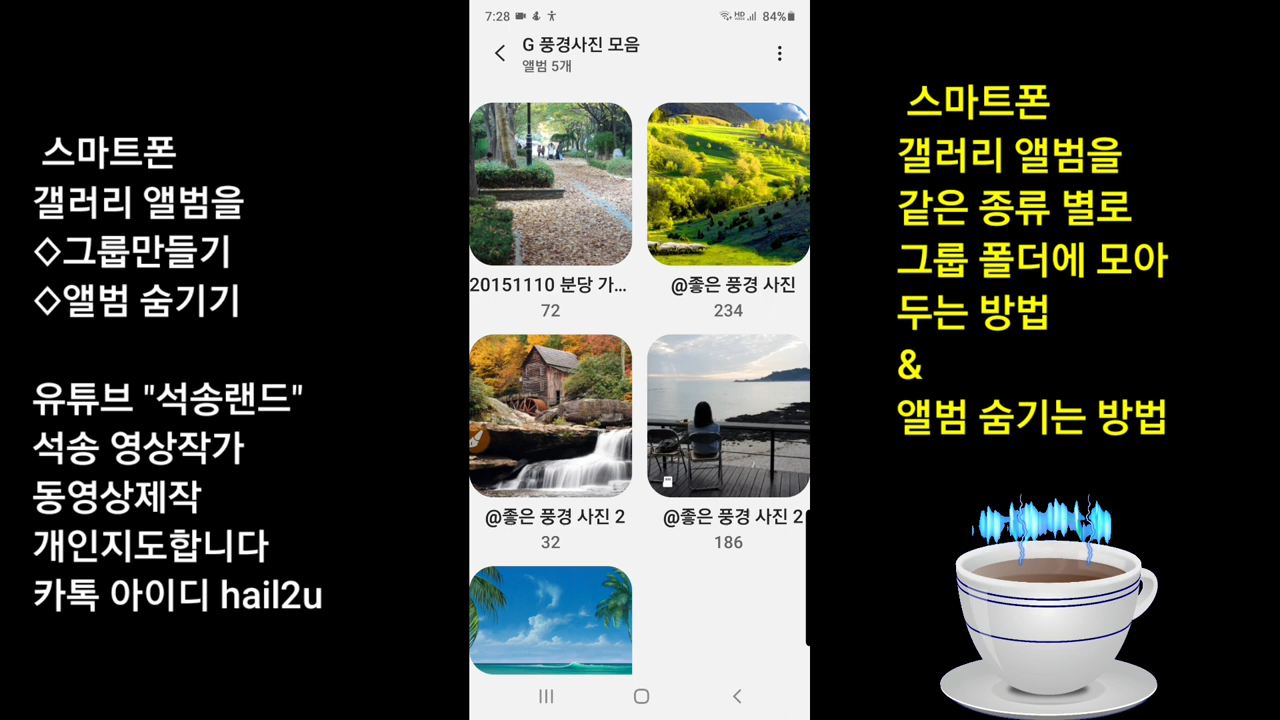 스마트폰
갤러리 앨범을
◇그룹만들기
◇앨범 숨기기
유튜브 "석송랜드"
석송 영상작가
동영상제작
개인지도합니다
카톡 아이디 hail2u
7:28
HD
84%
G 풍경사진 모음
앨범 5개
20151110 분당 가...
@좋은 풍경 사진
72
234
@좋은 풍경 사진 2
@좋은 풍경 사진 2
32
186
스마트폰
갤러리 앨범을
같은 종류 별로
그룹 폴더에 모아
두는 방법
&
앨범 숨기는 방법